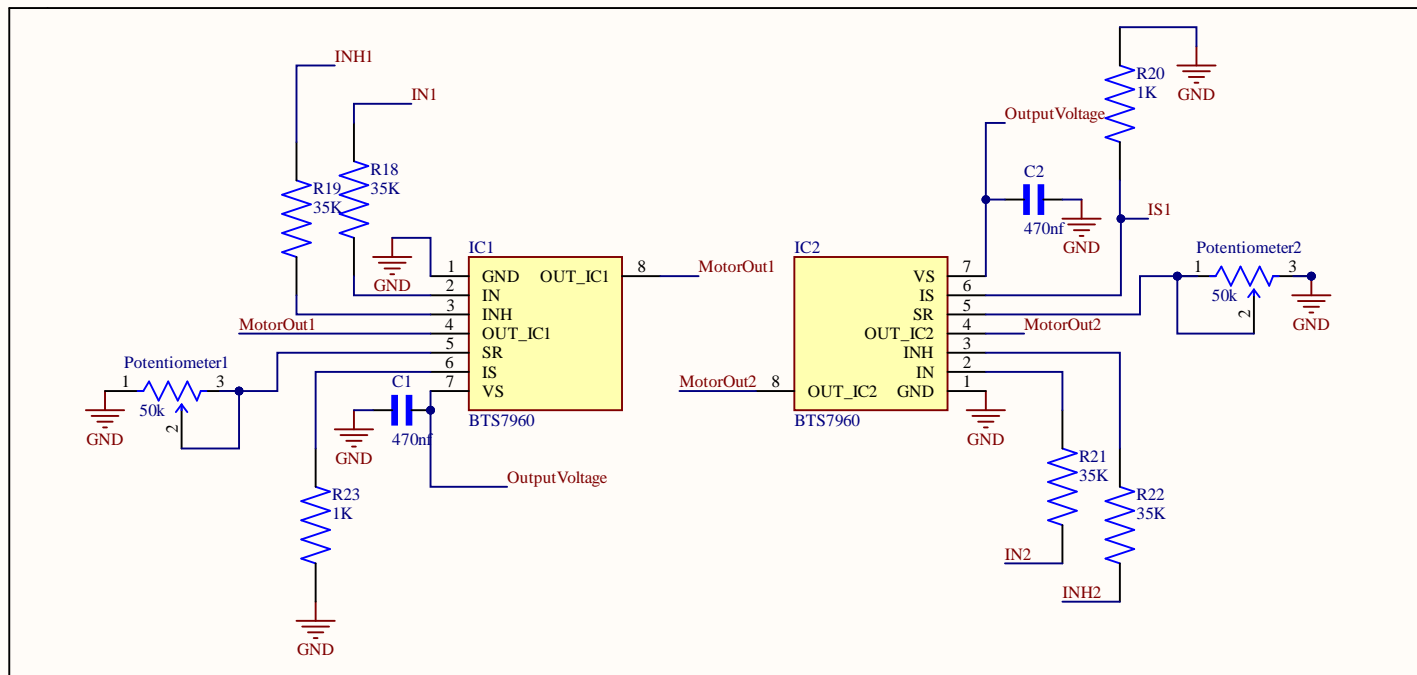 INH1
IN1
R19
35K
R18
35K
GND
IC1
1 GND OUT_IC1 8
2 IN
3 INH
4 OUT_IC1
5 SR
6 IS
7 VS
BTS7960
MotorOut1
MotorOut1
Potentiometer1
1 3
50k
2
GND
C1
470nf
GND
OutputVoltage
R23
1K
GND
R20
1K
GND
OutputVoltage
C2
470nf
GND
IS1
IC2
VS 7
IS 6
SR 5
OUT_IC2 4
INH 3
IN 2
8 OUT_IC2 GND 1
BTS7960
MotorOut2
MotorOut2
Potentiometer2
1 3
50k
2
GND
GND
R21
35K
R22
35K
IN2
INH2